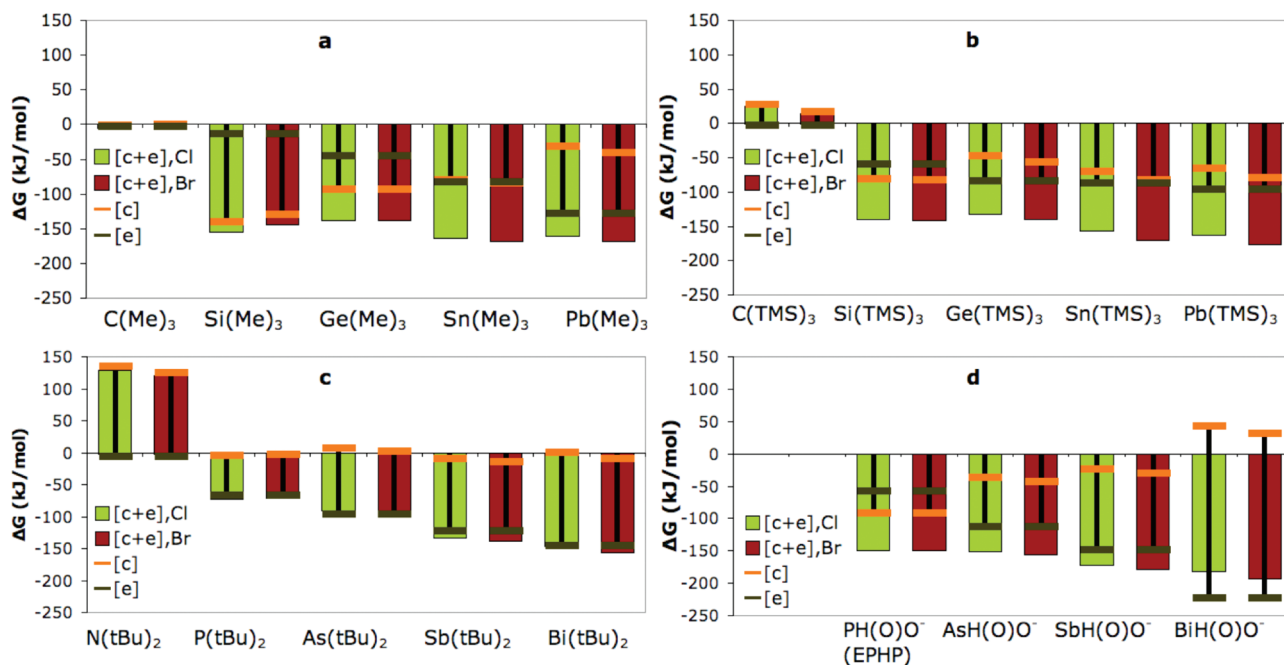 a
ΔG (kJ/mol)
150
100
50
0
-50
-100
-150
-200
-250
[c+e],Cl
[c+e],Br
[c]
[e]
C(Me)₃ Si(Me)₃ Ge(Me)₃ Sn(Me)₃ Pb(Me)₃
b
ΔG (kJ/mol)
150
100
50
0
-50
-100
-150
-200
-250
[c+e],Cl
[c+e],Br
[c]
[e]
C(TMS)₃ Si(TMS)₃ Ge(TMS)₃ Sn(TMS)₃ Pb(TMS)₃
c
ΔG (kJ/mol)
150
100
50
0
-50
-100
-150
-200
-250
[c+e],Cl
[c+e],Br
[c]
[e]
N(tBu)₂ P(tBu)₂ As(tBu)₂ Sb(tBu)₂ Bi(tBu)₂
d
ΔG (kJ/mol)
150
100
50
0
-50
-100
-150
-200
-250
[c+e],Cl
[c+e],Br
[c]
[e]
PH(O)O⁻ AsH(O)O⁻ SbH(O)O⁻ BiH(O)O⁻
(EPHP)